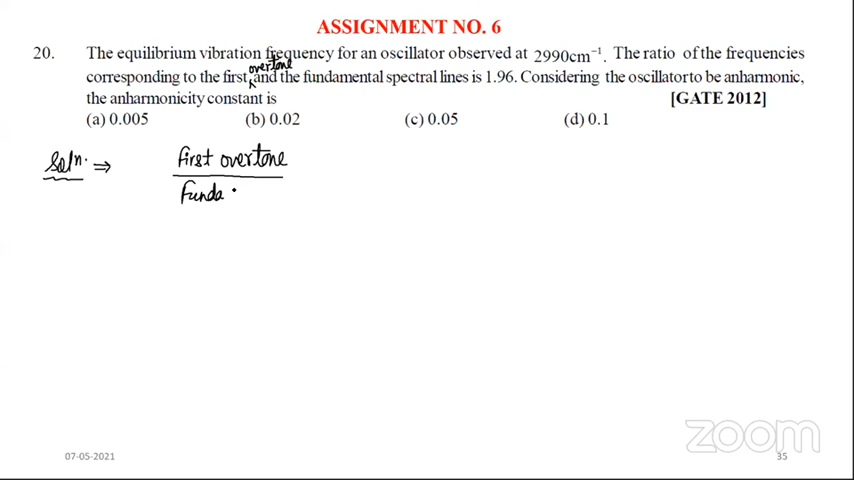 ASSIGNMENT NO. 6
20. The equilibrium vibration frequency for an oscillator observed at 2990cm⁻¹. The ratio of the frequencies
overtone
corresponding to the first and the fundamental spectral lines is 1.96. Considering the oscillator to be anharmonic,
the anharmonicity constant is [GATE 2012]
(a) 0.005 (b) 0.02 (c) 0.05 (d) 0.1
Soln. ⇒ first overtone
Funda
zoom
07-05-2021 35